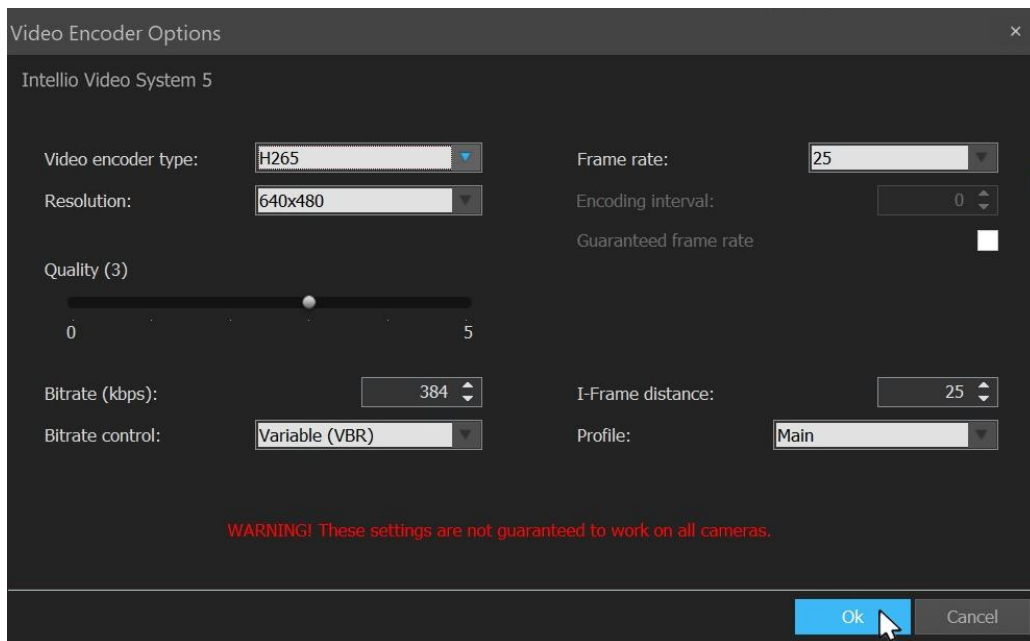 Video Encoder Options
×
Intellio Video System 5
Video encoder type: H265
Frame rate: 25
Resolution: 640x480
Encoding interval: 0
Guaranteed frame rate
Quality (3)
0 5
Bitrate (kbps): 384
I-Frame distance: 25
Bitrate control: Variable (VBR)
Profile: Main
WARNING! These settings are not guaranteed to work on all cameras.
Ok Cancel